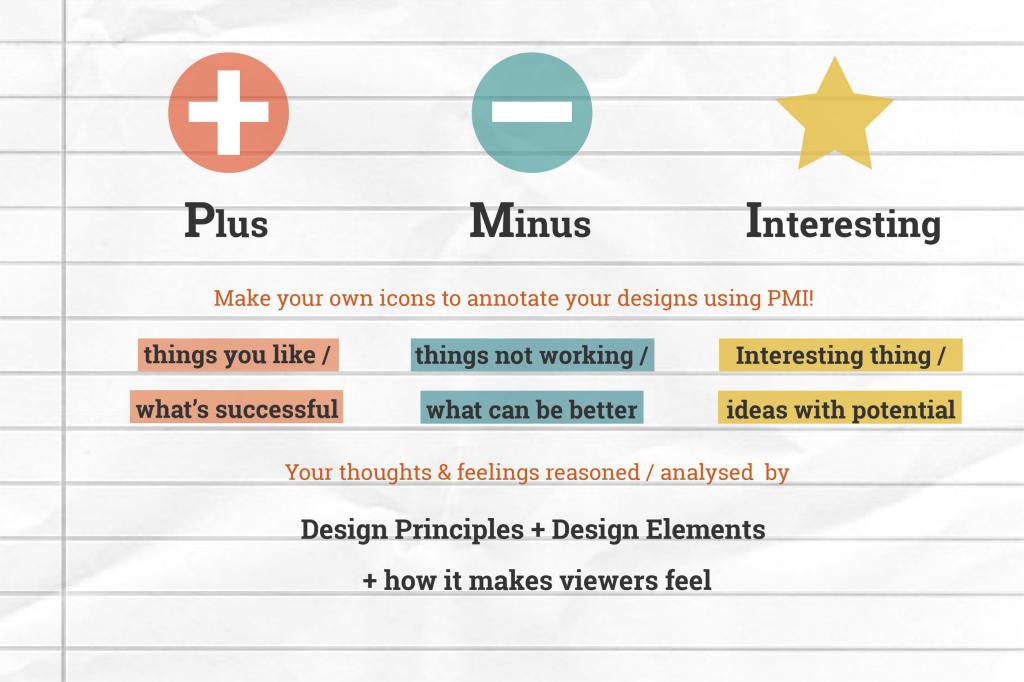 Plus Minus Interesting
Make your own icons to annotate your designs using PMI!
things you like / things not working / Interesting thing /
what's successful what can be better ideas with potential
Your thoughts & feelings reasoned / analysed by
Design Principles + Design Elements
+ how it makes viewers feel